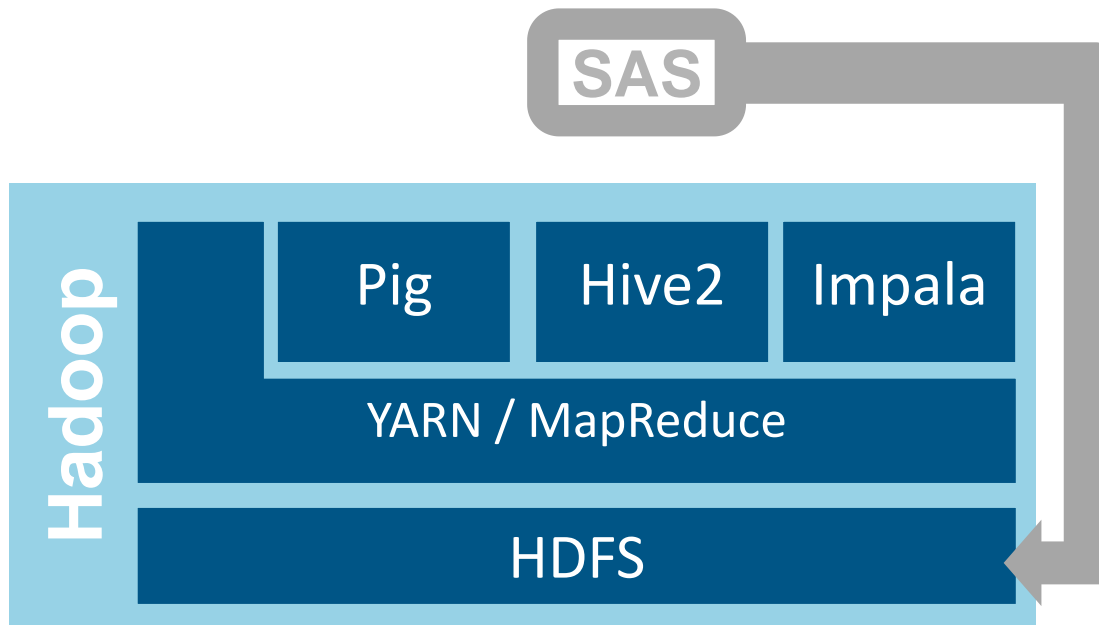 SAS
Hadoop
Pig
Hive2
Impala
YARN / MapReduce
HDFS